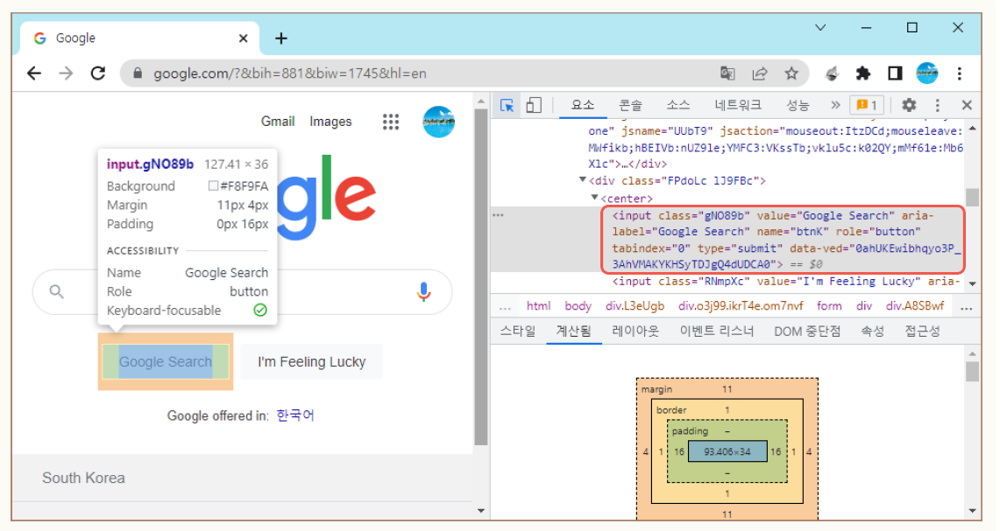 Google
google.com/?&bih=881&biw=1745&hl=en
Gmail Images
gle
input.gNO89b 127.41 × 36
Background #F8F9FA
Margin 11px 4px
Padding 0px 16px
ACCESSIBILITY
Name Google Search
Role button
Keyboard-focusable
Google Search I'm Feeling Lucky
Google offered in: 한국어
South Korea
요소 콘솔 소스 네트워크 성능 » 1
one" jsname="UUbT9" jsaction="mouseout:ItzDCd;mouseleave:
MWfikb;hBEIVb:nUZ9le;YMFC3:VKssTb;vklu5c:k02QY;mMf61e:Mb6
Xlc">…</div>
▼<div class="FPdoLc lJ9FBc">
▼<center>
<input class="gNO89b" value="Google Search" aria-
label="Google Search" name="btnK" role="button"
tabindex="0" type="submit" data-ved="0ahUKEwibhqyo3P_
3AhVMAKYKHSyTDJgQ4dUDCA0"> == $0
<input class="RNmpXc" value="I'm Feeling Lucky" aria-
... html body div.L3eUgb div.o3j99.ikrT4e.om7nvf form div div.A8SBwf ...
스타일 계산됨 레이아웃 이벤트 리스너 DOM 중단점 속성 접근성
margin 11
border 1
padding –
4 1 16 93.406×34 16 1 4
–
1
11